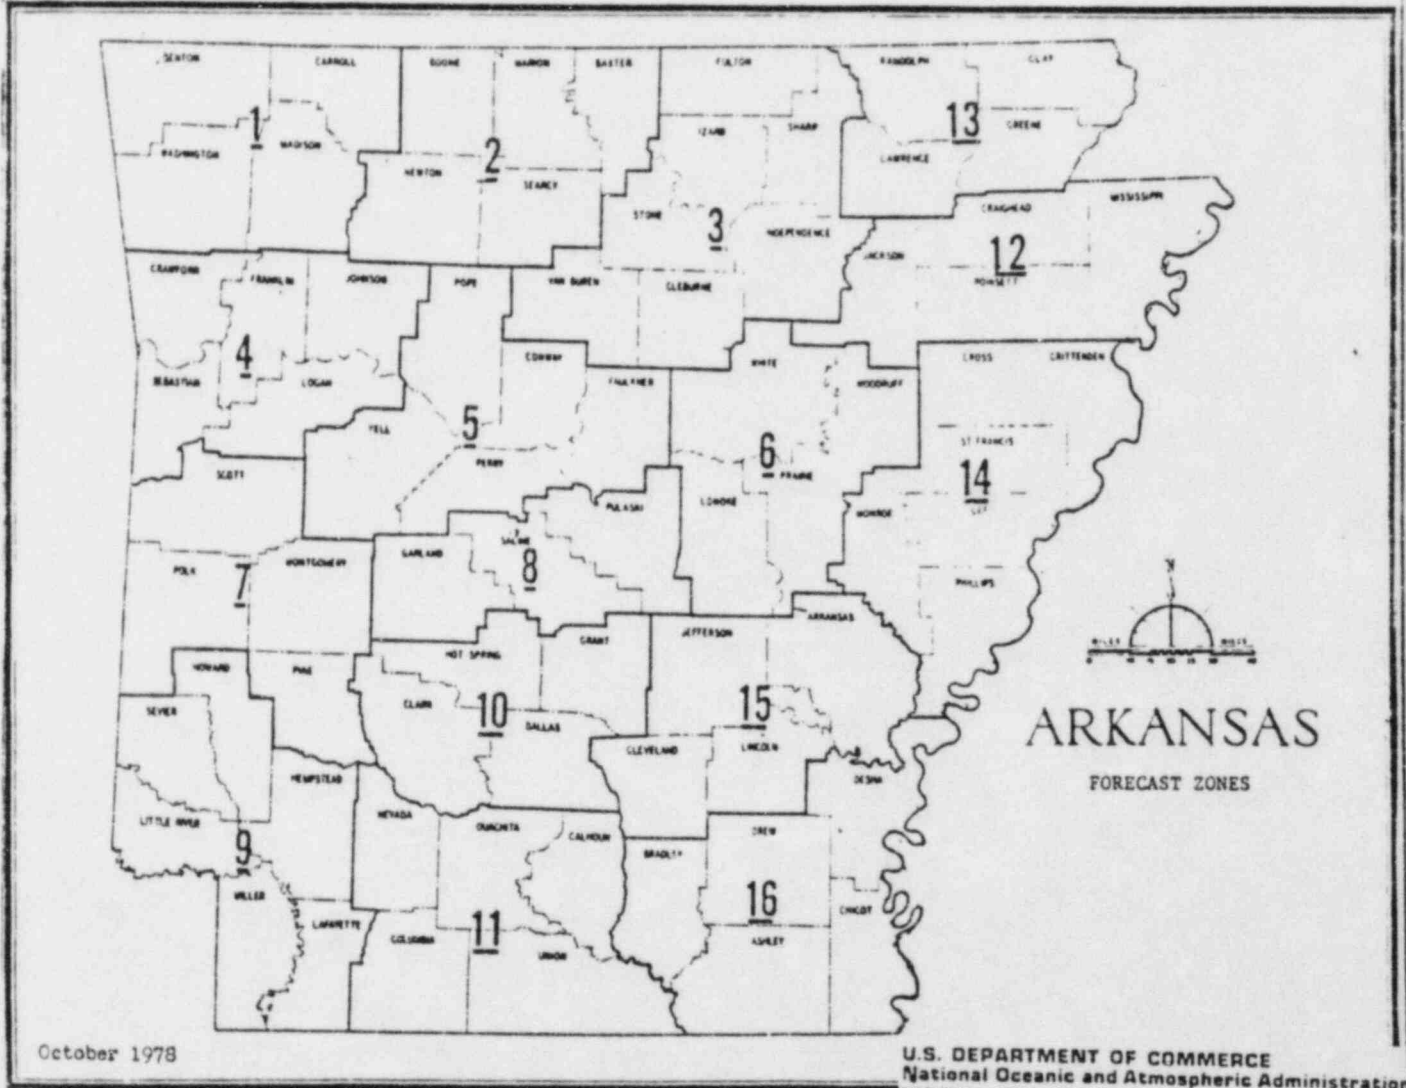 BENTON CARROLL BOONE MARION BAXTER FULTON RANDOLPH CLAY
1 2 IZARD SHARP 13 GREENE
WASHINGTON MADISON NEWTON SEARCY LAWRENCE
STONE 3 INDEPENDENCE CRAIGHEAD MISSISSIPPI
JACKSON 12
POINSETT
CRAWFORD FRANKLIN JOHNSON POPE VAN BUREN CLEBURNE
4 CONWAY WHITE CROSS CRITTENDEN
SEBASTIAN LOGAN FAULKNER WOODRUFF
YELL 5 6 ST FRANCIS
SCOTT PERRY PRAIRIE 14
PULASKI LONOKE MONROE LEE
GARLAND SALINE
POLK 7 MONTGOMERY 8 PHILLIPS
N
MILES MILES
HOWARD PIKE HOT SPRING GRANT JEFFERSON ARKANSAS
SEVIER CLARK 10 DALLAS 15
CLEVELAND LINCOLN
HEMPSTEAD DESHA
LITTLE RIVER NEVADA OUACHITA CALHOUN DREW
9 BRADLEY
MILLER LAFAYETTE COLUMBIA 11 UNION 16 ASHLEY CHICOT
ARKANSAS
FORECAST ZONES
October 1978
U.S. DEPARTMENT OF COMMERCE
National Oceanic and Atmospheric Administration